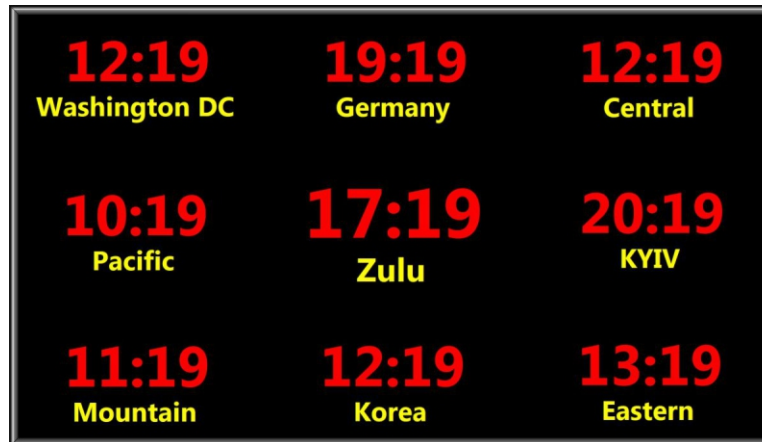 12:19 19:19 12:19
Washington DC Germany Central
10:19 17:19 20:19
Pacific Zulu KYIV
11:19 12:19 13:19
Mountain Korea Eastern